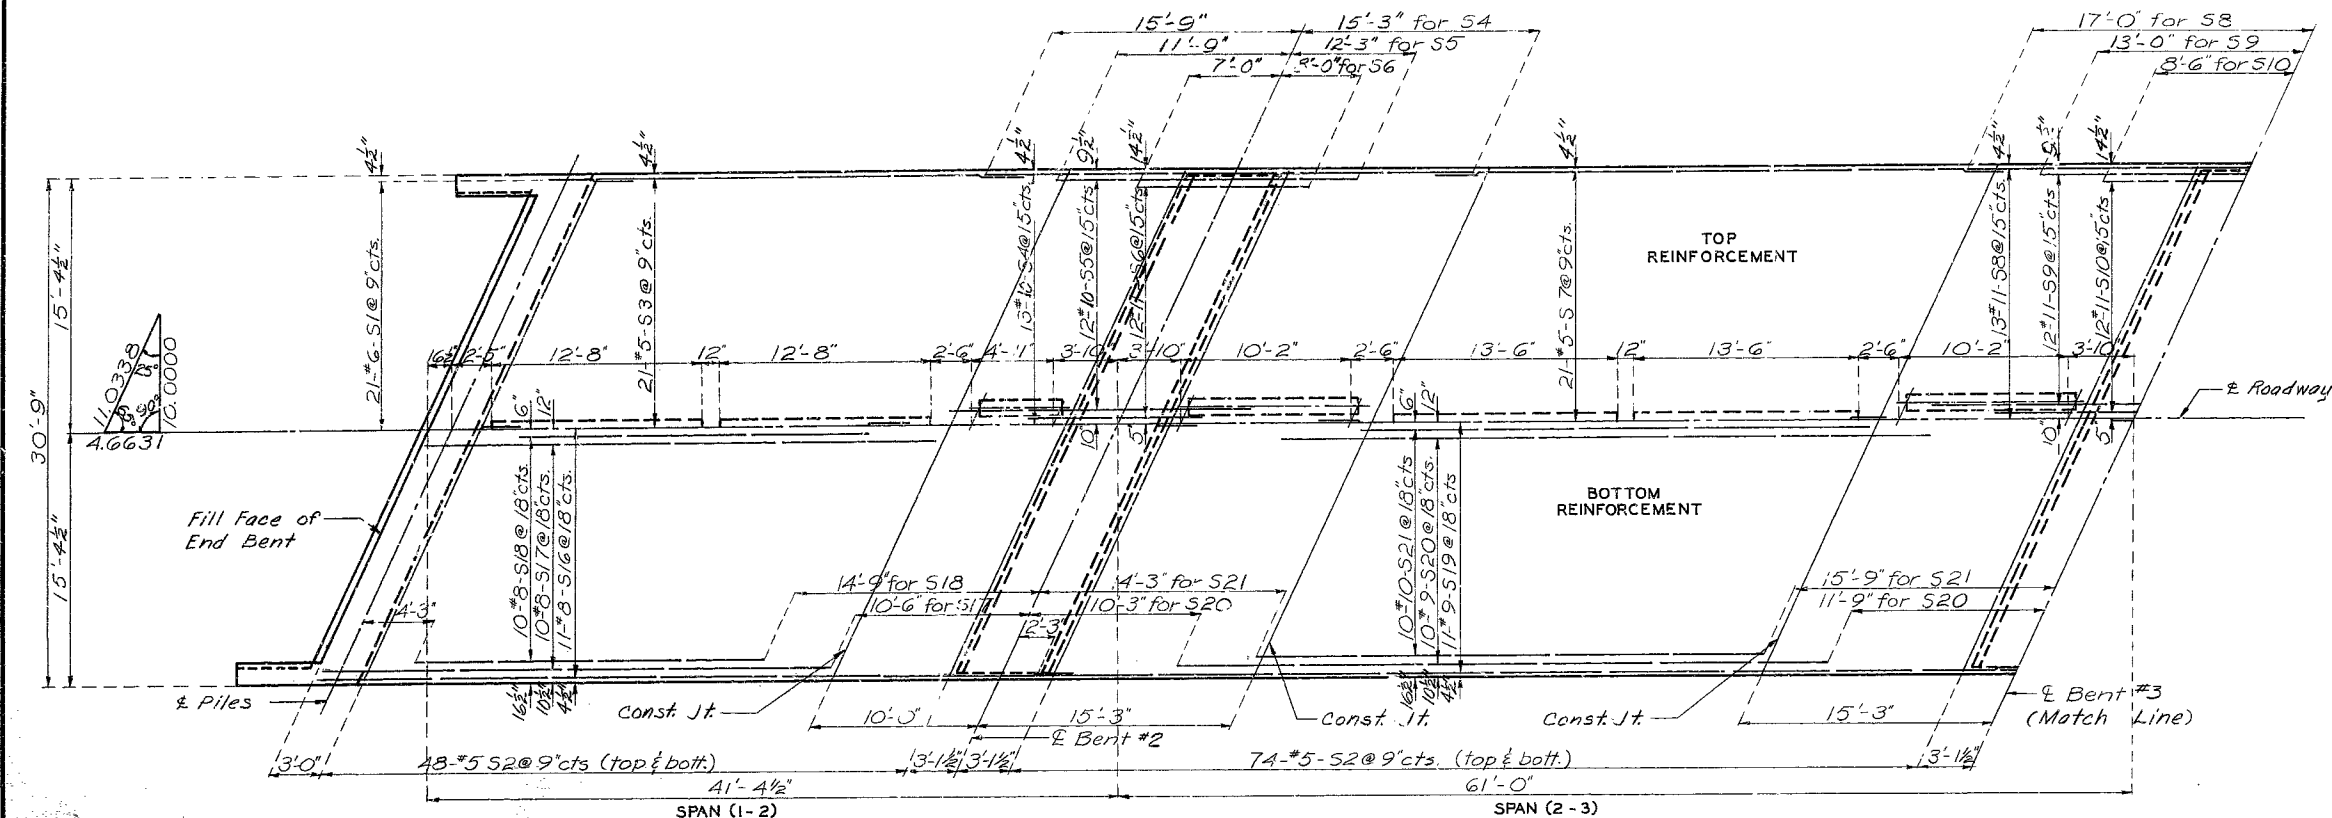 15'-9"
15'-3" for S4
17'-0" for S8
11'-9"
12'-3" for S5
13'-0" for S9
7'-0"
for S6
8'-6" for S10
4½"
4½"
4½"
9½"
14½"
4½"
4½"
9½"
14½"
30'-9"
15'-4½"
15'-4½"
21-#6-S1@ 9"cts.
21-#5-S3@ 9"cts.
13-#10-S4@15"cts.
12#10-S5@15"cts
12-11-S6@15"cts
21-#5-S7@9"cts.
13#11-S8@15"cts
12#11-S9@15"cts
12#11-S10@15"cts
TOP
REINFORCEMENT
11.0338
25°
10.0000
65°
90°
4.6631
16½"
2'-5"
12'-8"
12"
12'-8"
2'-6"
4'-11"
3'-10"
3'-10"
10'-2"
2'-6"
13'-6"
12"
13'-6"
2'-6"
10'-2"
3'-10"
℄ Roadway
6"
12"
10"
5"
6"
12"
10"
5"
Fill Face of
End Bent
10-#8-S18@18"cts.
10#8-S17@18"cts.
11-#8-S16@18"cts.
BOTTOM
REINFORCEMENT
10-#10-S21@18"cts
10-#9-S20@18"cts.
11-#9-S19@18"cts
4'-3"
14'-9" for S18
4'-3" for S21
15'-9" for S21
10'-6" for S17
10'-3" for S20
11'-9" for S20
2'-3"
℄ Piles
16½"
10½"
4½"
Const. Jt.
10'-0"
15'-3"
℄ Bent #2
Const. Jt.
16½"
10½"
4½"
Const. Jt
15'-3"
℄ Bent #3
(Match Line)
3'-0"
48-#5 S2@ 9"cts (top & bott.)
3'-1½"
3'-1½"
74-#5-S2@ 9"cts. (top & bott.)
3'-1½"
41'-4½"
61'-0"
SPAN (1-2)
SPAN (2-3)